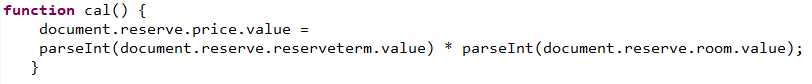 function cal() {
document.reserve.price.value =
parseInt(document.reserve.reserveterm.value) * parseInt(document.reserve.room.value);
}